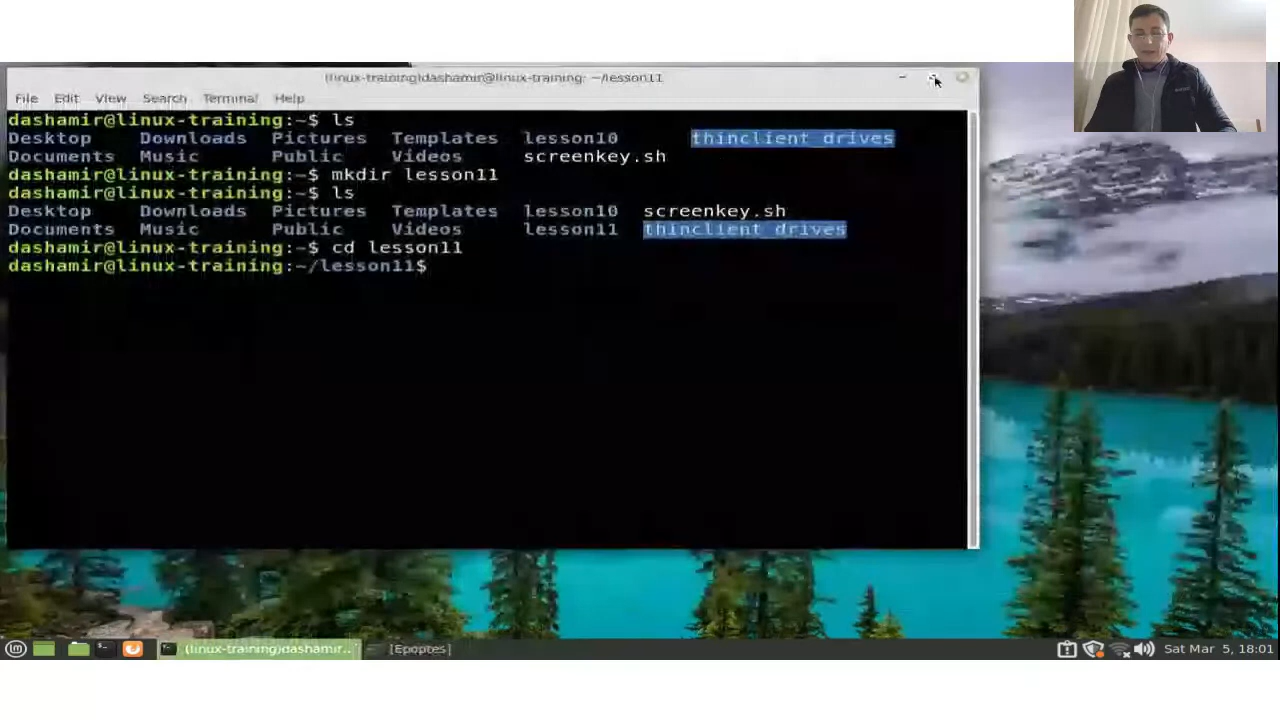 (linux-training)dashamir@linux-training: ~/lesson11
File Edit View Search Terminal Help
dashamir@linux-training:~$ ls
Desktop Downloads Pictures Templates lesson10 thinclient_drives
Documents Music Public Videos screenkey.sh
dashamir@linux-training:~$ mkdir lesson11
dashamir@linux-training:~$ ls
Desktop Downloads Pictures Templates lesson10 screenkey.sh
Documents Music Public Videos lesson11 thinclient_drives
dashamir@linux-training:~$ cd lesson11
dashamir@linux-training:~/lesson11$
(linux-training)dashamir... [Epoptes] Sat Mar 5, 18:01